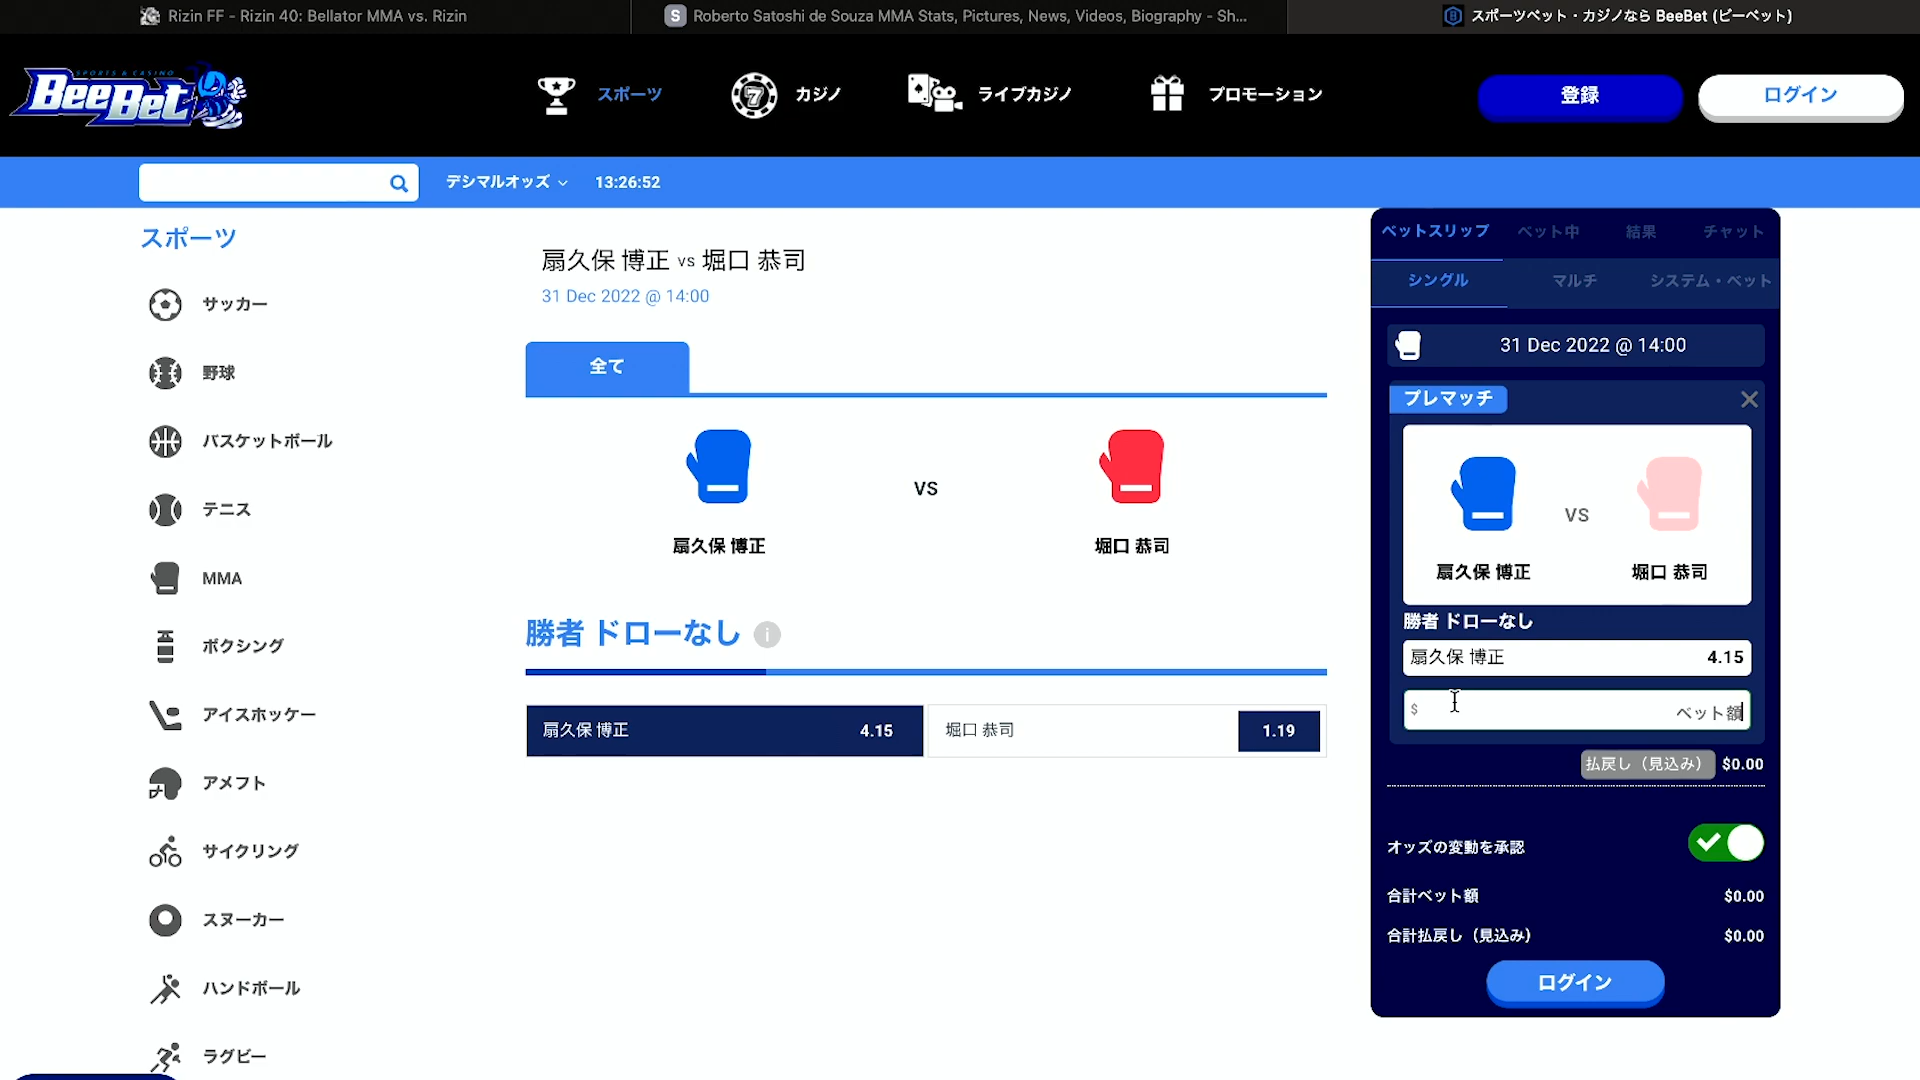 Rizin FF - Rizin 40: Bellator MMA vs. Rizin
S Roberto Satoshi de Souza MMA Stats, Pictures, News, Videos, Biography - Sh...
スポーツベット・カジノなら BeeBet (ビーベット)
SPORTS & CASINO
BeeBet
スポーツ
カジノ
ライブカジノ
プロモーション
登録
ログイン
デシマルオッズ
13:26:52
スポーツ
サッカー
野球
バスケットボール
テニス
MMA
ボクシング
アイスホッケー
アメフト
サイクリング
スヌーカー
ハンドボール
ラグビー
扇久保 博正 vs 堀口 恭司
31 Dec 2022 @ 14:00
全て
VS
扇久保 博正
堀口 恭司
勝者 ドローなし i
扇久保 博正 4.15
堀口 恭司 1.19
ベットスリップ ベット中 結果 チャット
シングル マルチ システム・ベット
31 Dec 2022 @ 14:00
プレマッチ
VS
扇久保 博正 堀口 恭司
勝者 ドローなし
扇久保 博正 4.15
$ ベット額
払戻し（見込み） $0.00
オッズの変動を承認
合計ベット額 $0.00
合計払戻し（見込み） $0.00
ログイン